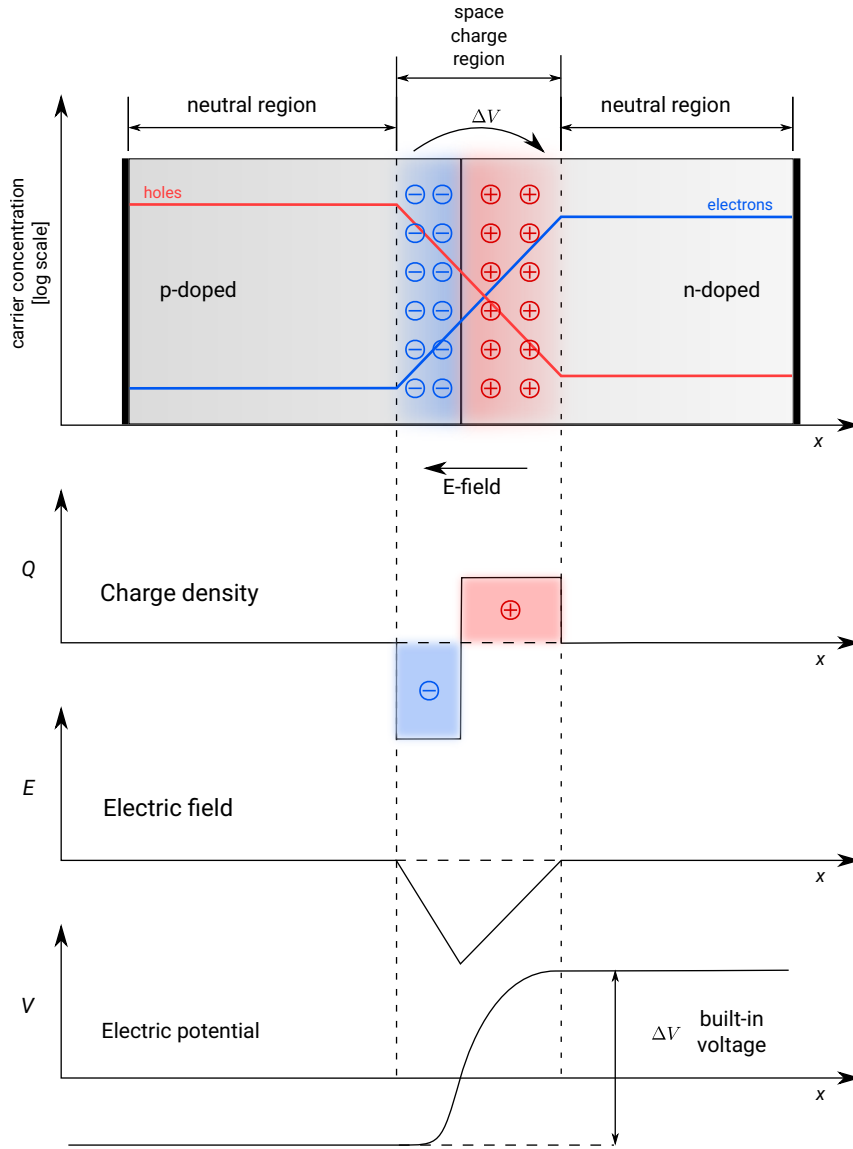 space
charge
region
neutral region
neutral region
ΔV
holes
electrons
carrier concentration
[log scale]
p-doped
n-doped
x
E-field
Q
Charge density
x
E
Electric field
x
V
Electric potential
ΔV
built-in
voltage
x